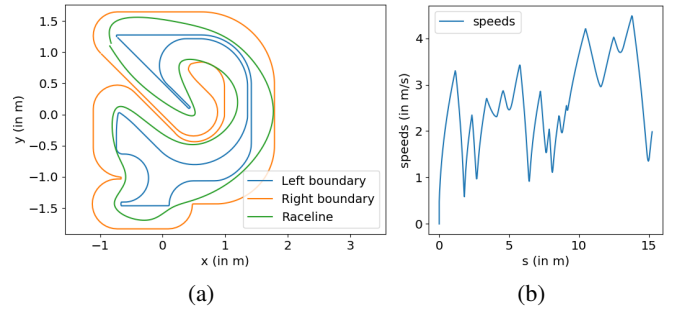 1.5
1.0
0.5
0.0
−0.5
−1.0
−1.5
y (in m)
−1
0
1
2
3
x (in m)
Left boundary
Right boundary
Raceline
(a)
speeds
4
3
2
1
0
speeds (in m/s)
0
5
10
15
s (in m)
(b)